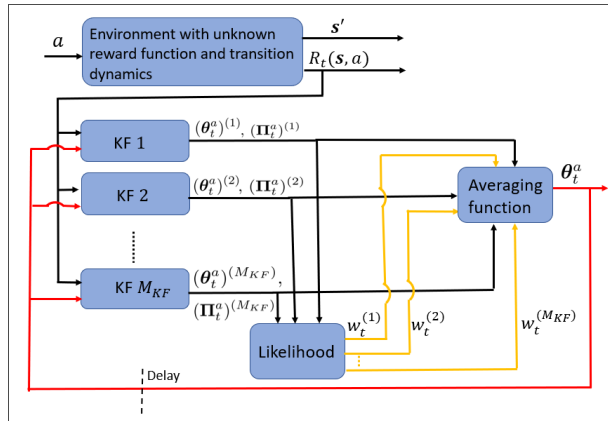 a
Environment with unknown
reward function and transition
dynamics
s′
R_t(s, a)
KF 1
(θ_t^a)^(1), (Π_t^a)^(1)
KF 2
(θ_t^a)^(2), (Π_t^a)^(2)
Averaging
function
θ_t^a
KF M_KF
(θ_t^a)^(M_KF),
(Π_t^a)^(M_KF)
Likelihood
w_t^(1)
w_t^(2)
w_t^(M_KF)
Delay